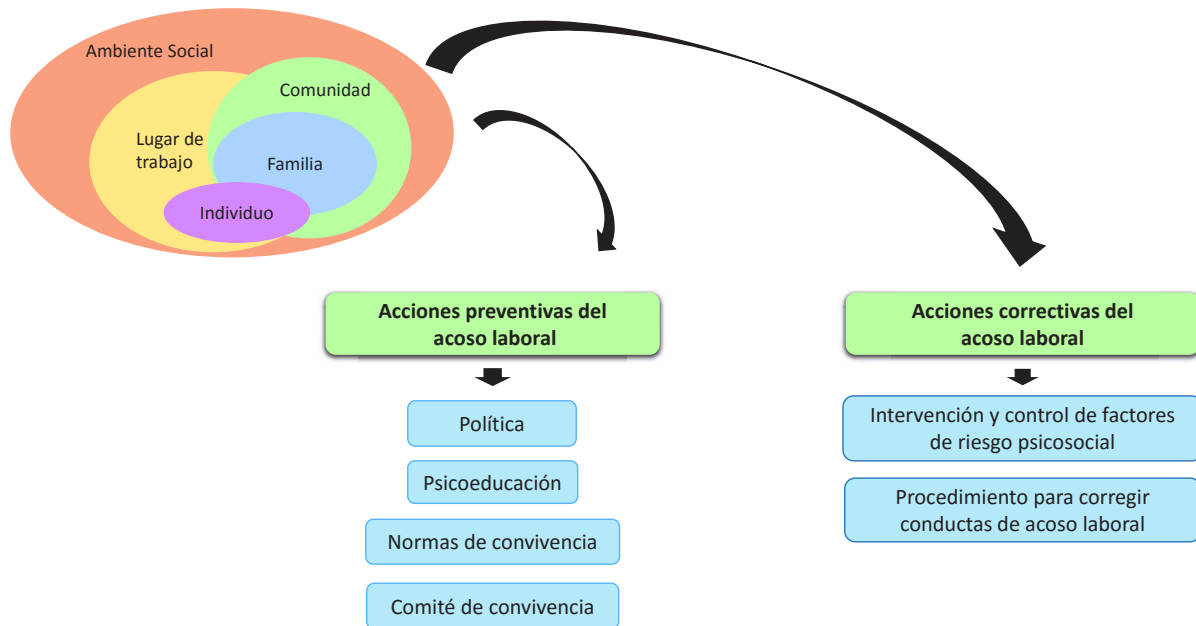 Ambiente Social
Comunidad
Lugar de
trabajo
Familia
Individuo
Acciones preventivas del
acoso laboral
Política
Psicoeducación
Normas de convivencia
Comité de convivencia
Acciones correctivas del
acoso laboral
Intervención y control de factores
de riesgo psicosocial
Procedimiento para corregir
conductas de acoso laboral